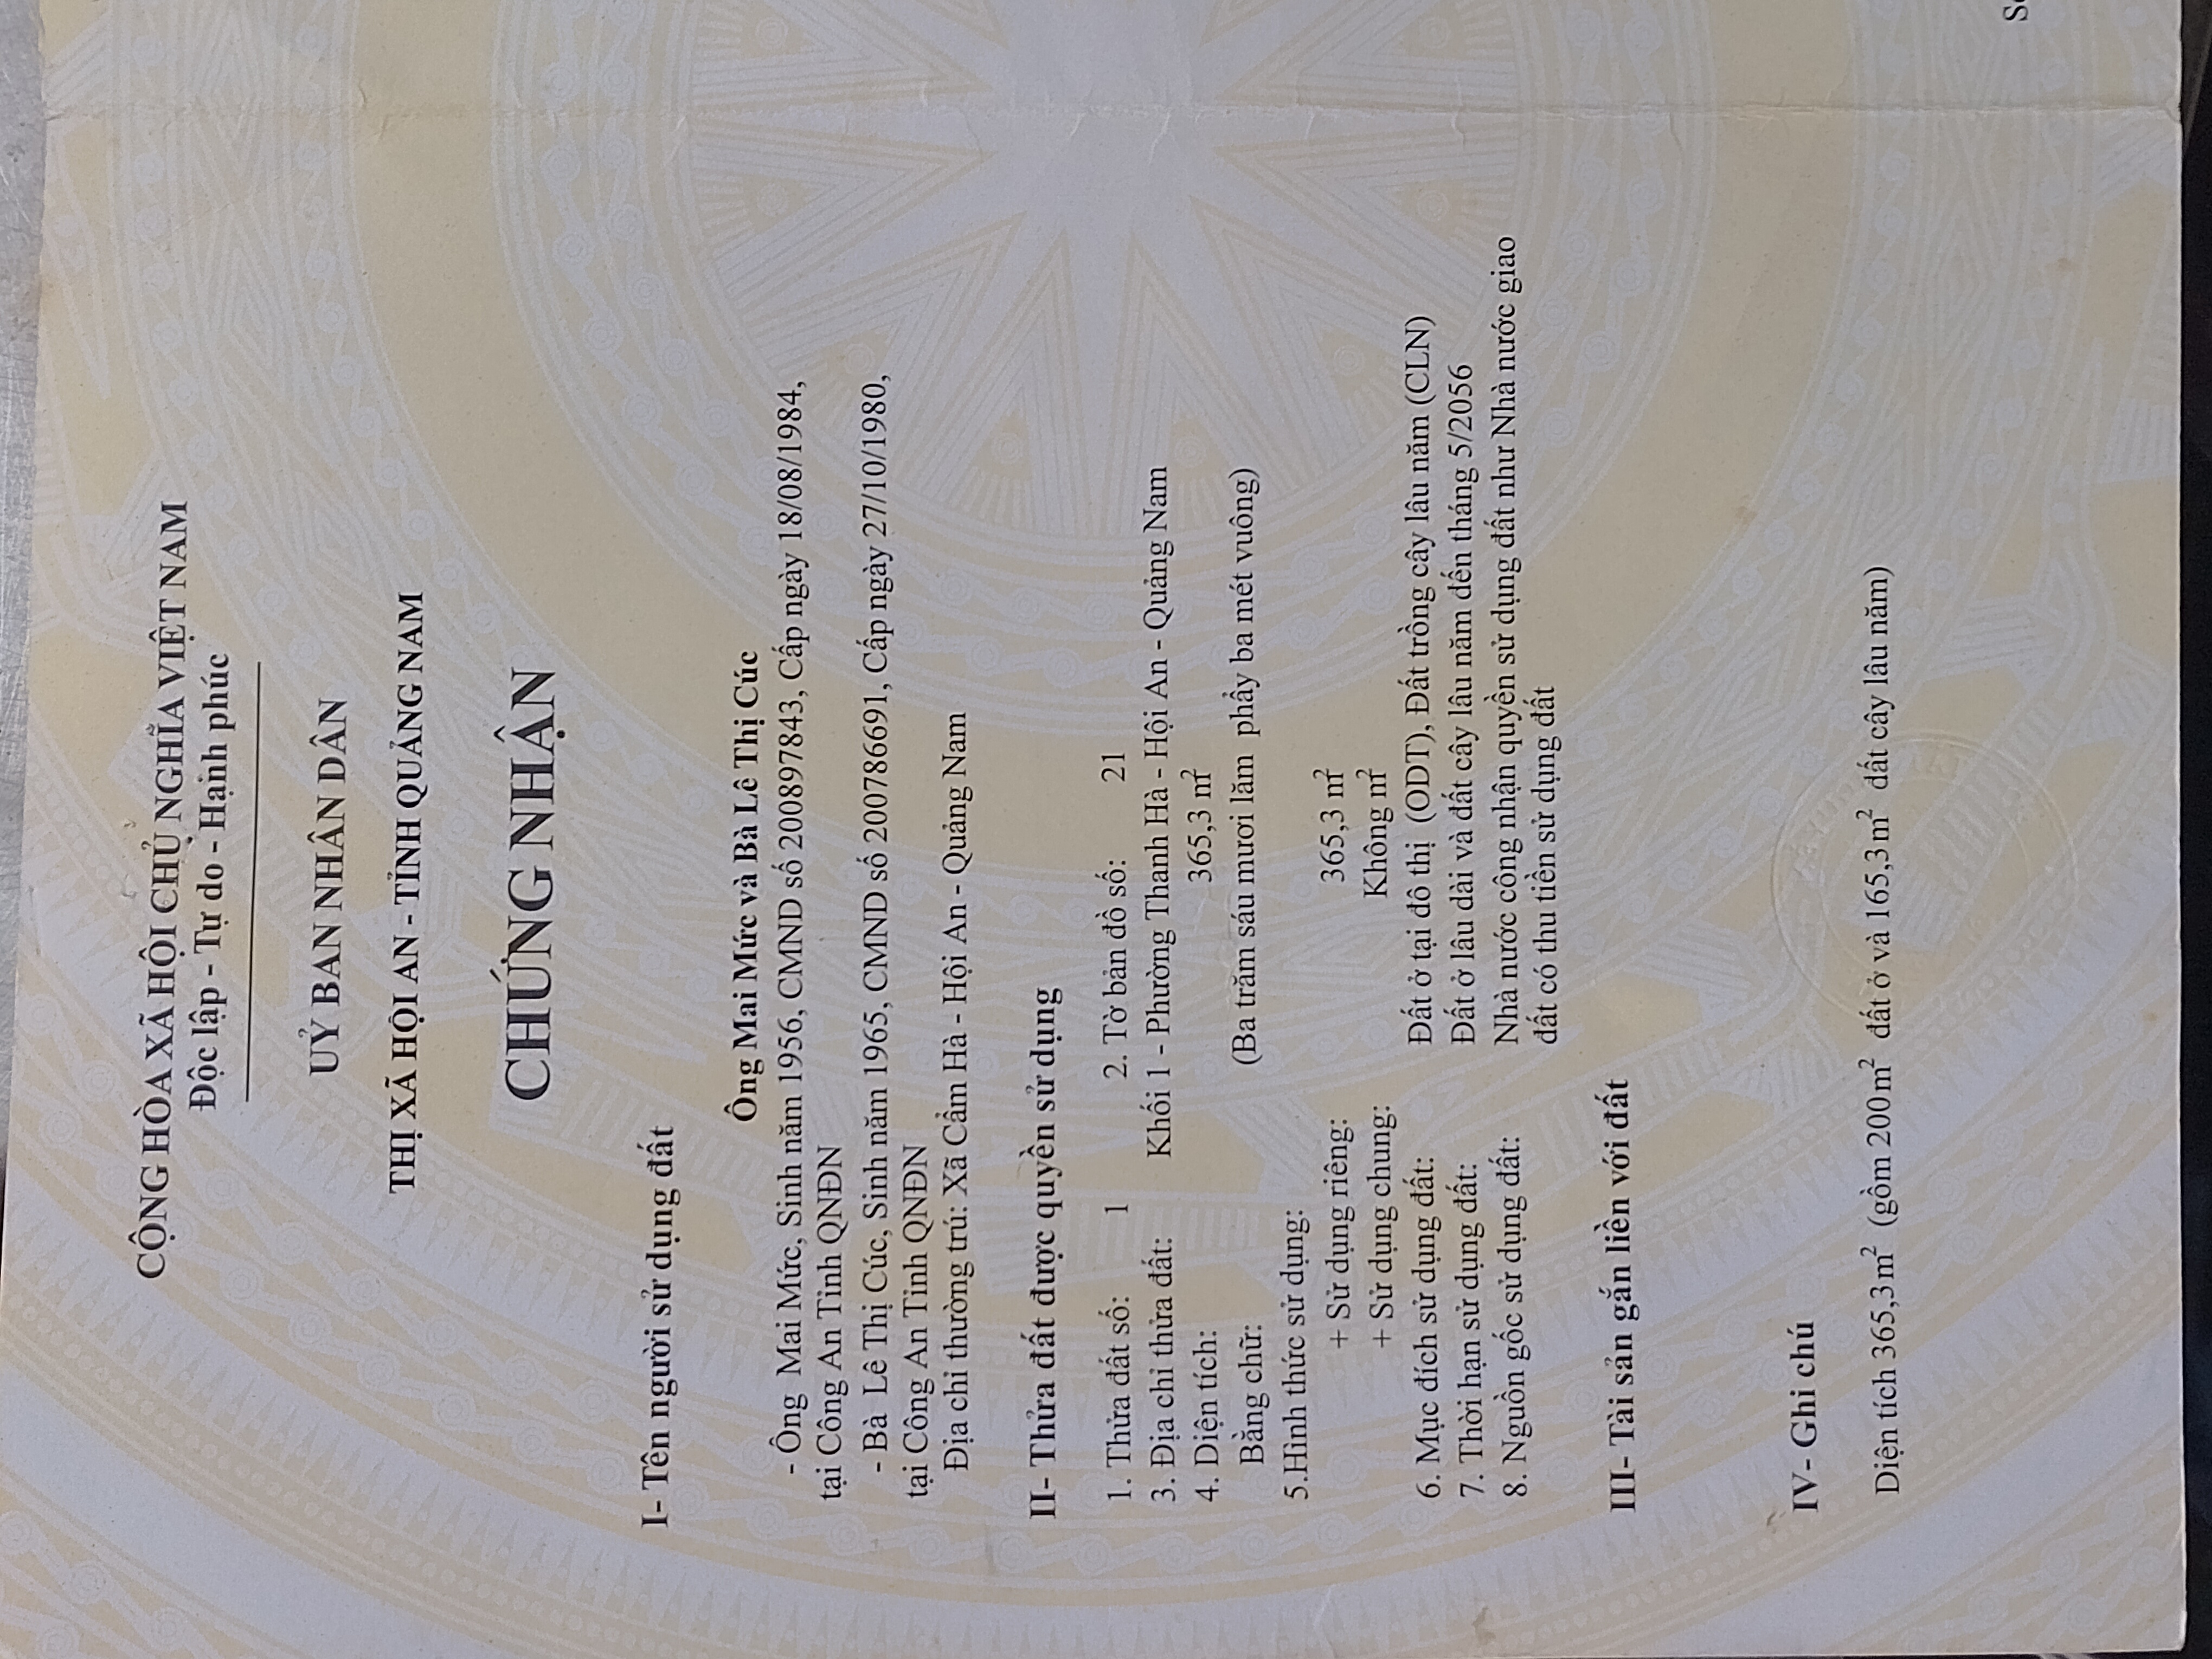 CỘNG HÒA XÃ HỘI CHỦ NGHĨA VIỆT NAM
Độc lập - Tự do - Hạnh phúc
UỶ BAN NHÂN DÂN
THỊ XÃ HỘI AN - TỈNH QUẢNG NAM
CHỨNG NHẬN
I- Tên người sử dụng đất
Ông Mai Mức và Bà Lê Thị Cúc
- Ông Mai Mức, Sinh năm 1956, CMND số 200897843, Cấp ngày 18/08/1984,
tại Công An Tỉnh QNĐN
- Bà Lê Thị Cúc, Sinh năm 1965, CMND số 200786691, Cấp ngày 27/10/1980,
tại Công An Tỉnh QNĐN
Địa chỉ thường trú: Xã Cẩm Hà - Hội An - Quảng Nam
II- Thửa đất được quyền sử dụng
1. Thửa đất số: 1 2. Tờ bản đồ số: 21
3. Địa chỉ thửa đất: Khối 1 - Phường Thanh Hà - Hội An - Quảng Nam
4. Diện tích: 365,3 m²
Bằng chữ: (Ba trăm sáu mươi lăm phẩy ba mét vuông)
5.Hình thức sử dụng:
+ Sử dụng riêng: 365,3 m²
+ Sử dụng chung: Không m²
6. Mục đích sử dụng đất: Đất ở tại đô thị (ODT), Đất trồng cây lâu năm (CLN)
7. Thời hạn sử dụng đất: Đất ở lâu dài và đất cây lâu năm đến tháng 5/2056
8. Nguồn gốc sử dụng đất: Nhà nước công nhận quyền sử dụng đất như Nhà nước giao
đất có thu tiền sử dụng đất
III- Tài sản gắn liền với đất
IV- Ghi chú
Diện tích 365,3m² (gồm 200m² đất ở và 165,3m² đất cây lâu năm)